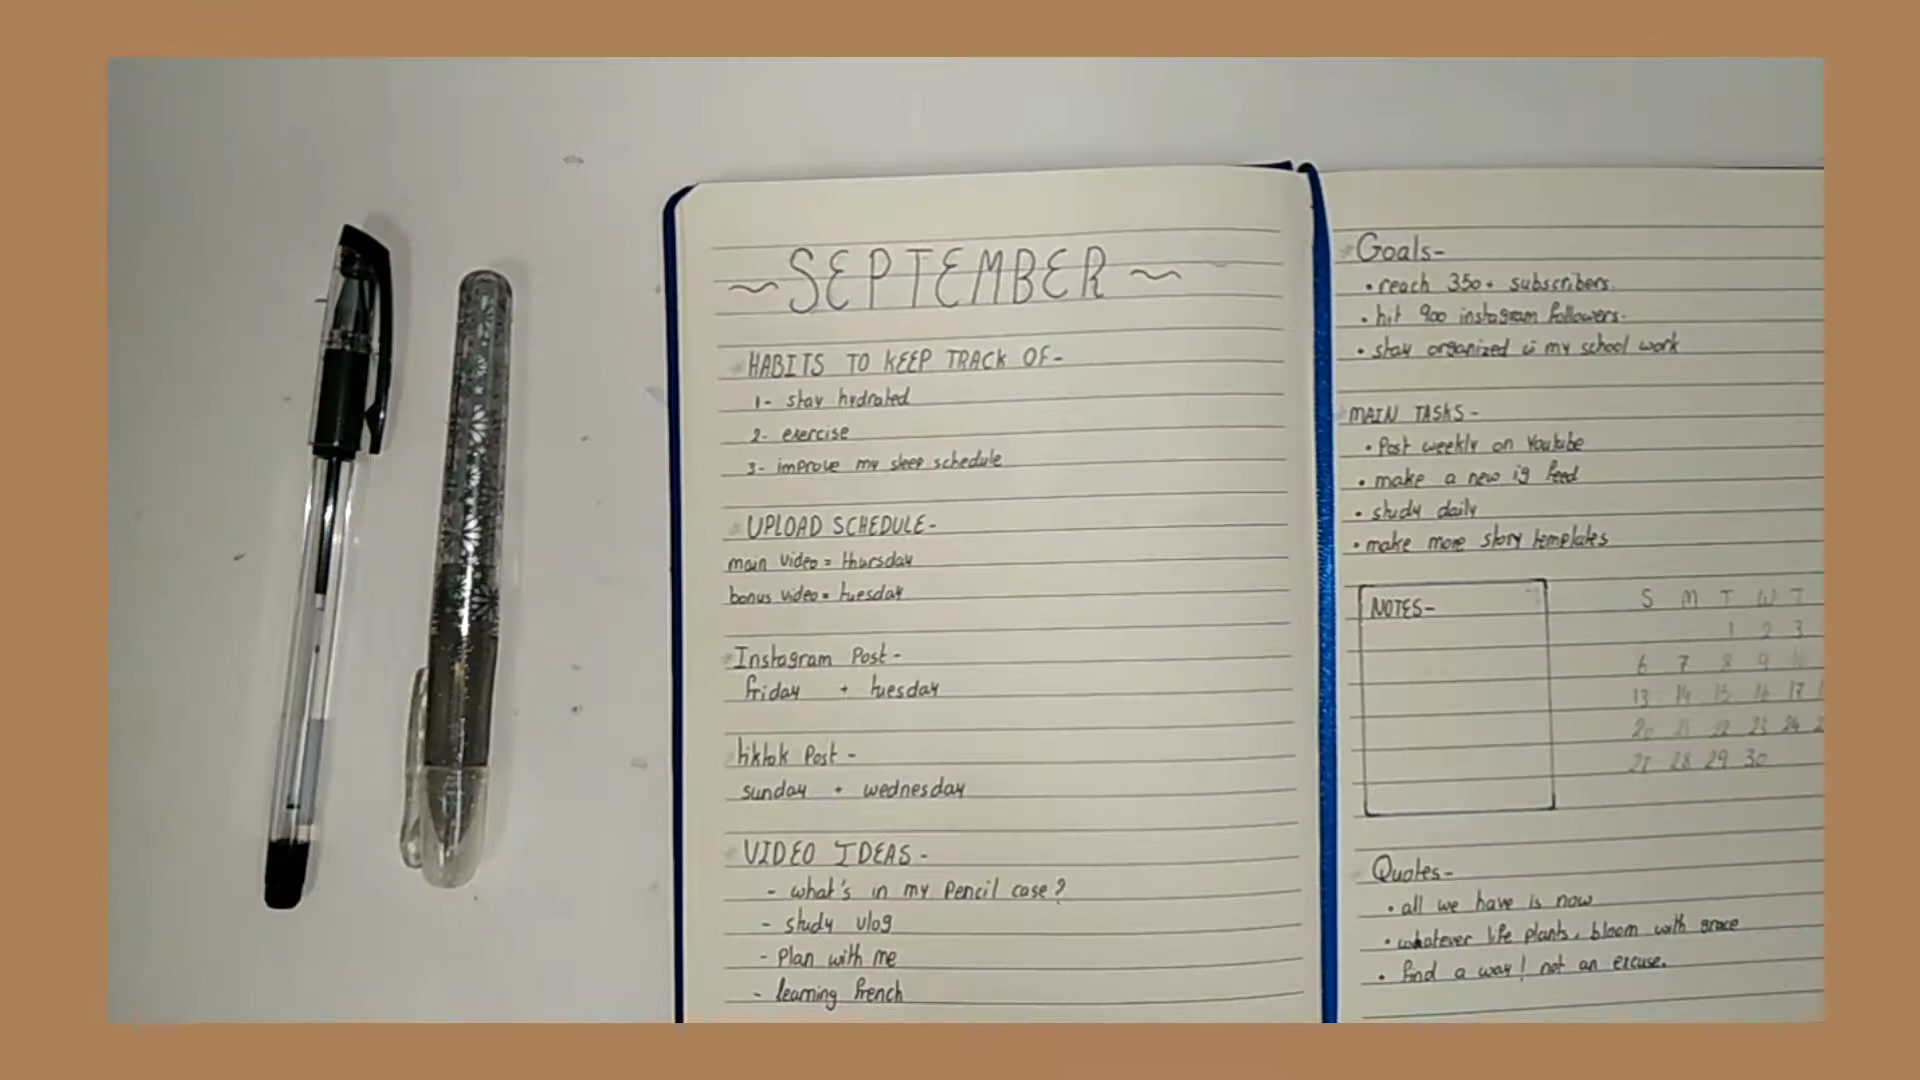 ~SEPTEMBER~
HABITS TO KEEP TRACK OF-
1- stay hydrated
2- exercise
3- improve my sleep schedule
UPLOAD SCHEDULE-
main video = thursday
bonus video = tuesday
Instagram Post-
friday + tuesday
tiktok Post -
sunday + wednesday
VIDEO IDEAS -
- what's in my Pencil case?
- study vlog
- Plan with me
- learning french
Goals-
• reach 350+ subscribers.
• hit 900 instagram followers.
• stay organized in my school work
MAIN TASKS -
• Post weekly on Youtube
• make a new ig feed
• study daily
• make more story templates
NOTES-
S M T W T
1 2 3
6 7 8 9 10
13 14 15 16 17
20 21 22 23 24
27 28 29 30
Quotes-
• all we have is now
• whatever life plants, bloom with grace
• find a way! not an excuse.